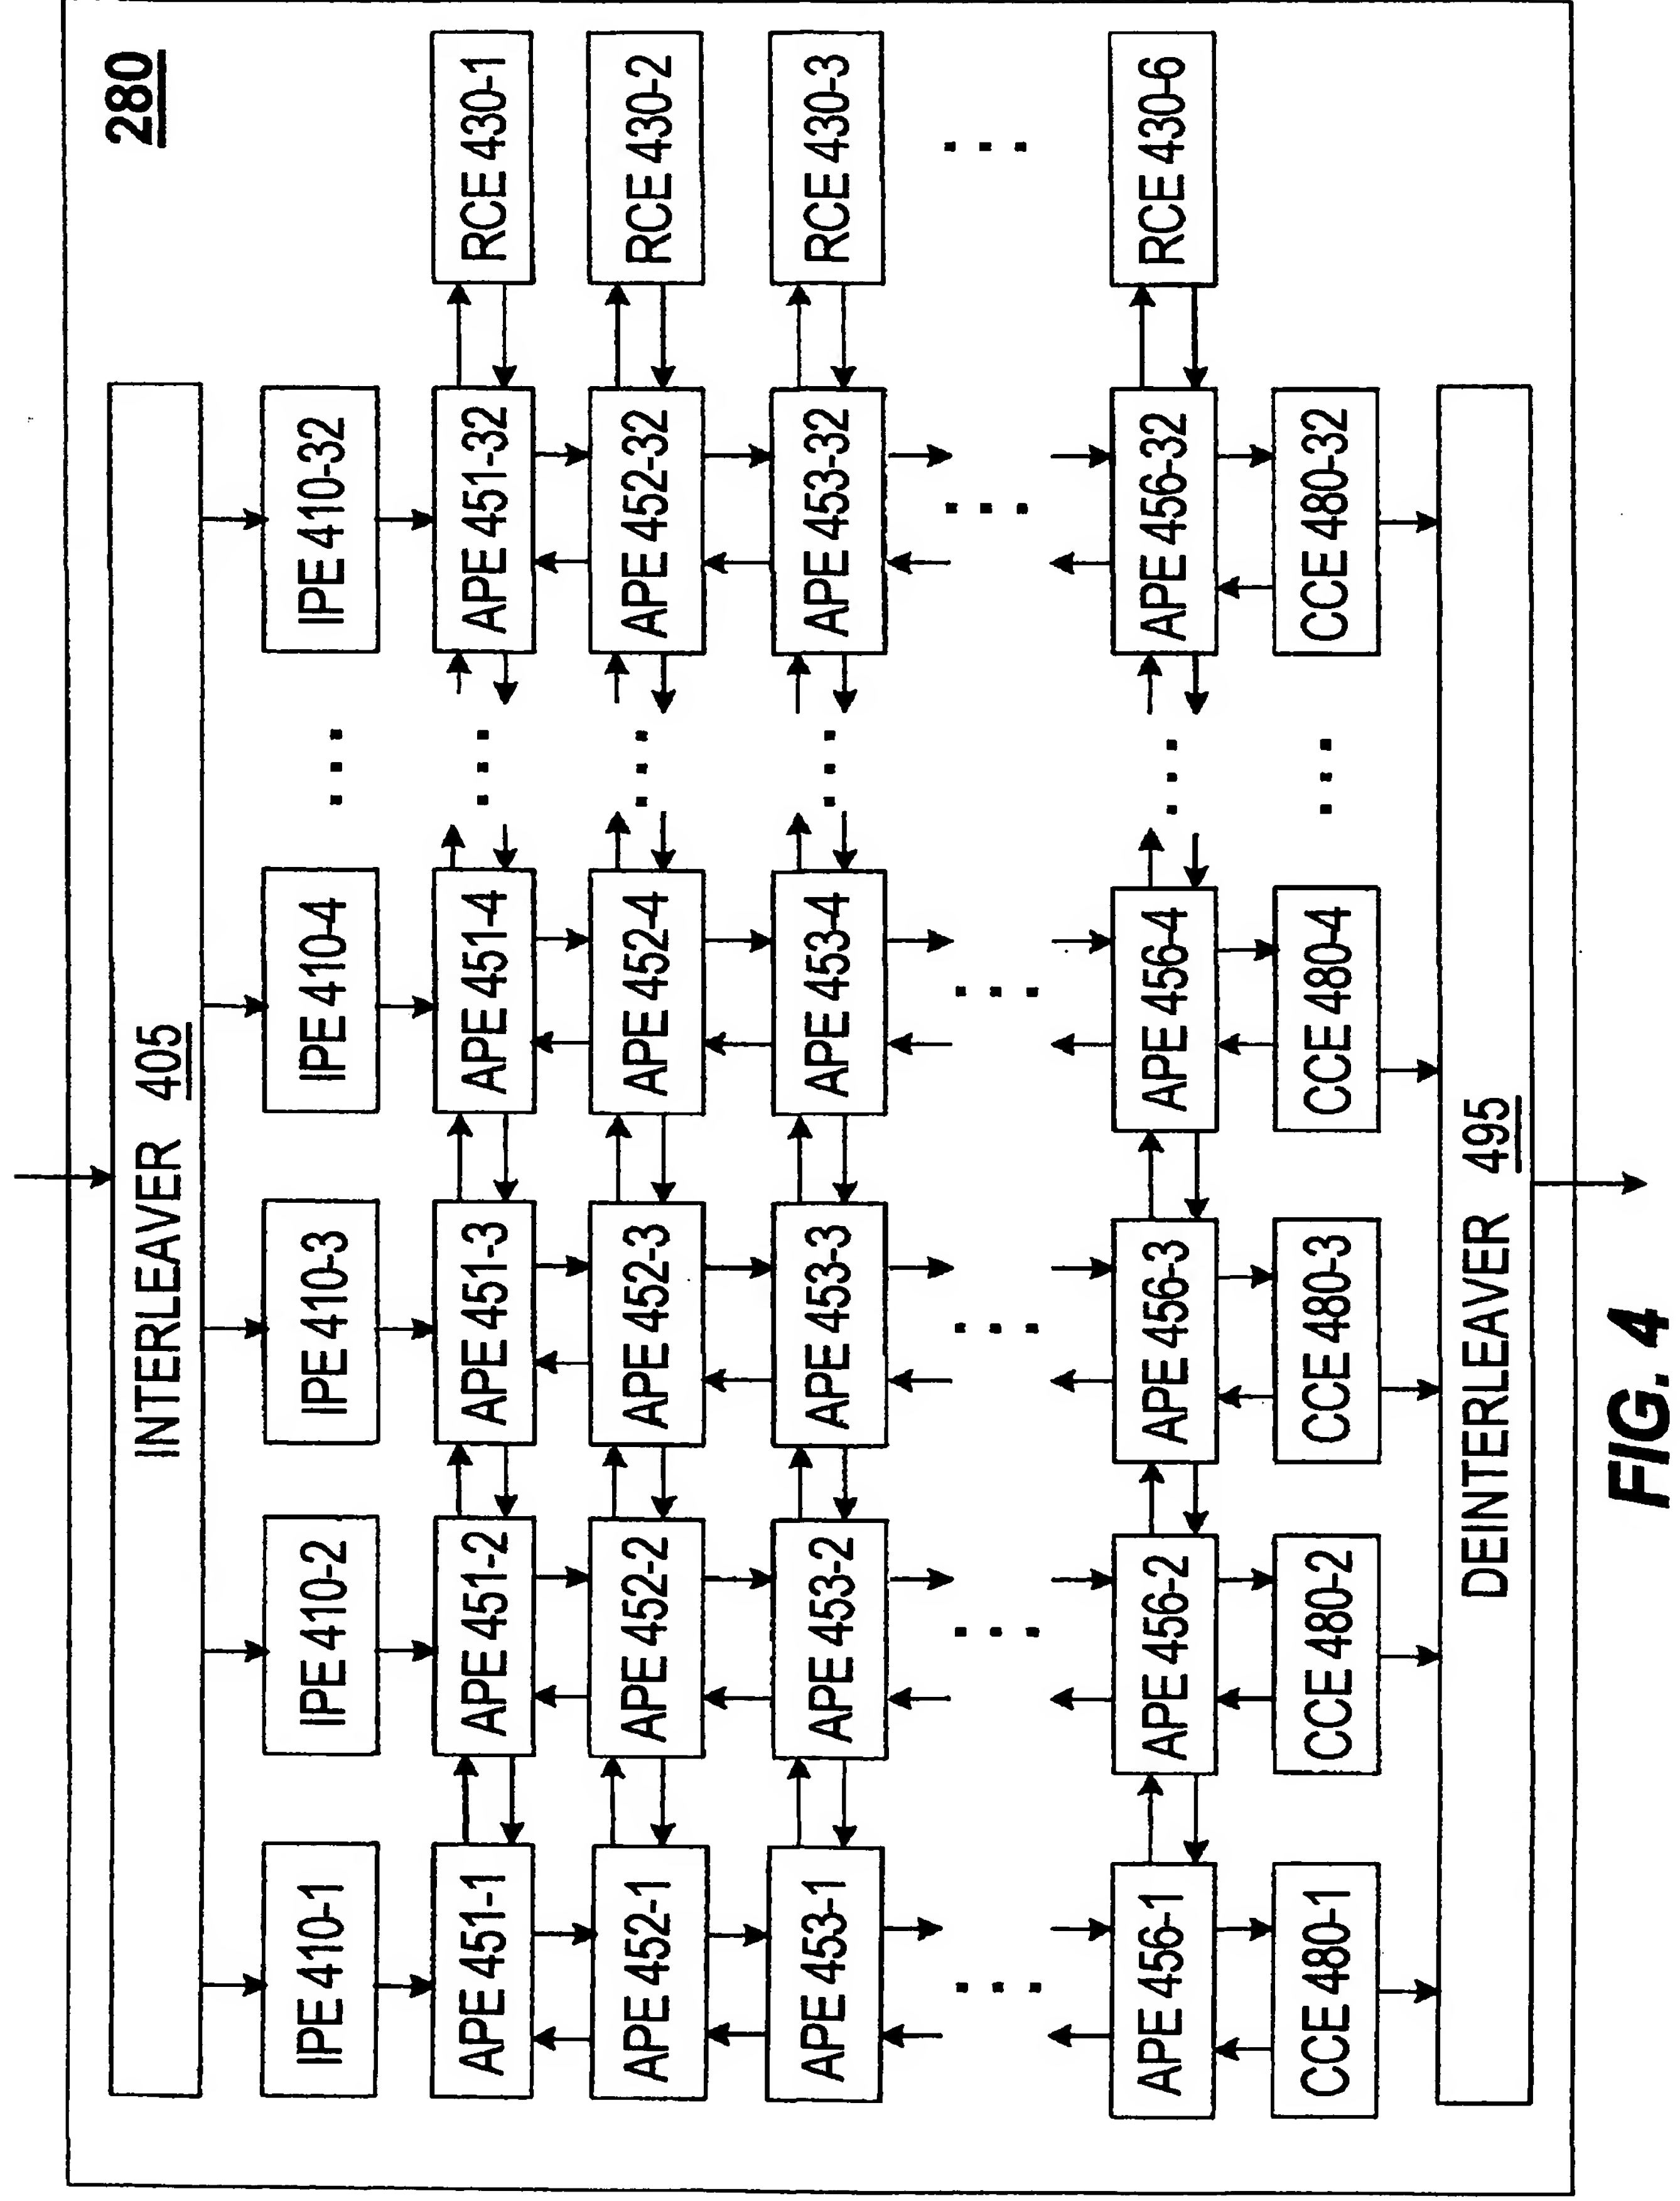 280
INTERLEAVER 405
IPE 410-1
IPE 410-2
IPE 410-3
IPE 410-4
...
IPE 410-32
APE 451-1
APE 451-2
APE 451-3
APE 451-4
...
APE 451-32
RCE 430-1
APE 452-1
APE 452-2
APE 452-3
APE 452-4
...
APE 452-32
RCE 430-2
APE 453-1
APE 453-2
APE 453-3
APE 453-4
...
APE 453-32
RCE 430-3
...
...
...
...
...
...
APE 456-1
APE 456-2
APE 456-3
APE 456-4
...
APE 456-32
RCE 430-6
CCE 480-1
CCE 480-2
CCE 480-3
CCE 480-4
...
CCE 480-32
DEINTERLEAVER 495
FIG. 4